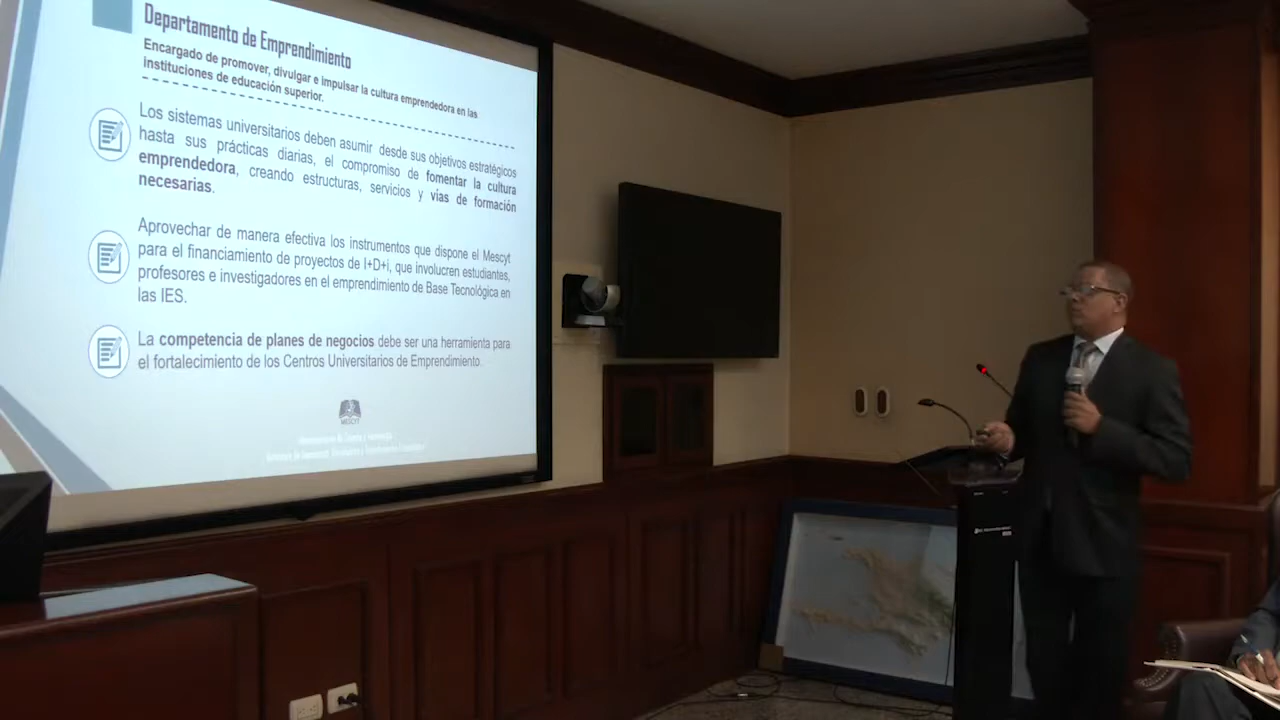 Departamento de Emprendimiento
Encargado de promover, divulgar e impulsar la cultura emprendedora en las
instituciones de educación superior.
Los sistemas universitarios deben asumir desde sus objetivos estratégicos
hasta sus prácticas diarias, el compromiso de fomentar la cultura
emprendedora, creando estructuras, servicios y vías de formación
necesarias.
Aprovechar de manera efectiva los instrumentos que dispone el Mescyt
para el financiamiento de proyectos de I+D+i, que involucren estudiantes,
profesores e investigadores en el emprendimiento de Base Tecnológica en
las IES.
La competencia de planes de negocios debe ser una herramienta para
el fortalecimiento de los Centros Universitarios de Emprendimiento.
MESCYT